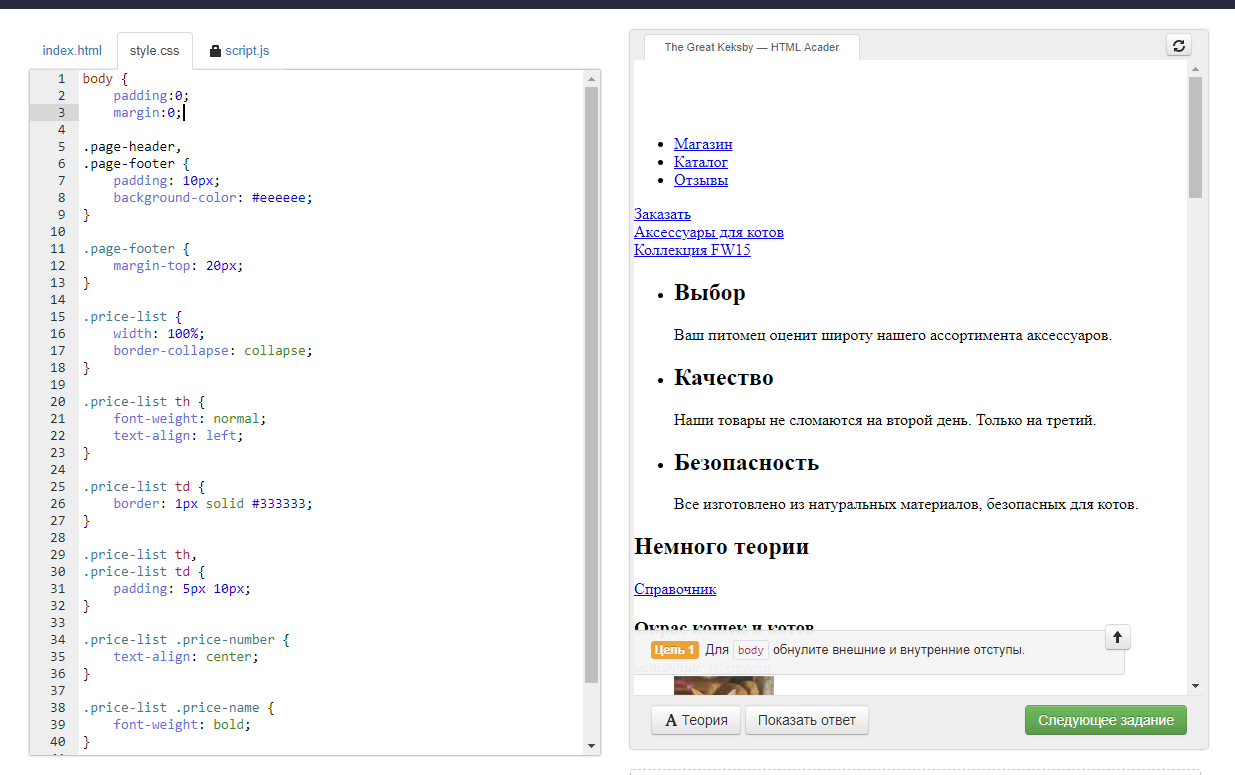 index.html style.css script.js
1 body {
2 padding:0;
3 margin:0;
4
5 .page-header,
6 .page-footer {
7 padding: 10px;
8 background-color: #eeeeee;
9 }
10
11 .page-footer {
12 margin-top: 20px;
13 }
14
15 .price-list {
16 width: 100%;
17 border-collapse: collapse;
18 }
19
20 .price-list th {
21 font-weight: normal;
22 text-align: left;
23 }
24
25 .price-list td {
26 border: 1px solid #333333;
27 }
28
29 .price-list th,
30 .price-list td {
31 padding: 5px 10px;
32 }
33
34 .price-list .price-number {
35 text-align: center;
36 }
37
38 .price-list .price-name {
39 font-weight: bold;
40 }
The Great Keksby — HTML Acader
Магазин
Каталог
Отзывы
Заказать
Аксессуары для котов
Коллекция FW15
Выбор
Ваш питомец оценит широту нашего ассортимента аксессуаров.
Качество
Наши товары не сломаются на второй день. Только на третий.
Безопасность
Все изготовлено из натуральных материалов, безопасных для котов.
Немного теории
Справочник
Окрас кошек и котов
Цель 1 Для body обнулите внешние и внутренние отступы.
источник: wikipedia
A Теория Показать ответ Следующее задание